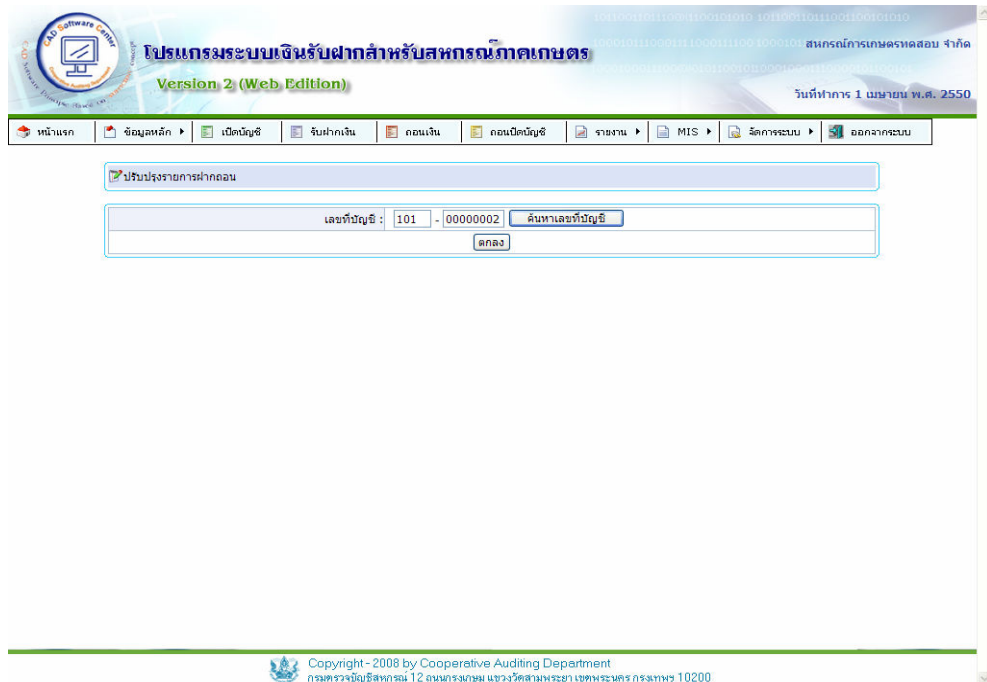 CAD Software Center
โปรแกรมระบบเงินรับฝากสำหรับสหกรณ์ภาคเกษตร
Version 2 (Web Edition)
สหกรณ์การเกษตรทดสอบ จำกัด
วันที่ทำการ 1 เมษายน พ.ศ. 2550
หน้าแรก ข้อมูลหลัก เปิดบัญชี รับฝากเงิน ถอนเงิน ถอนปิดบัญชี รายงาน MIS จัดการระบบ ออกจากระบบ
ปรับปรุงรายการฝากถอน
เลขที่บัญชี : 101 - 00000002 ค้นหาเลขที่บัญชี
ตกลง
Copyright - 2008 by Cooperative Auditing Department
กรมตรวจบัญชีสหกรณ์ 12 ถนนกรุงเกษม แขวงวัดสามพระยา เขตพระนคร กรุงเทพฯ 10200